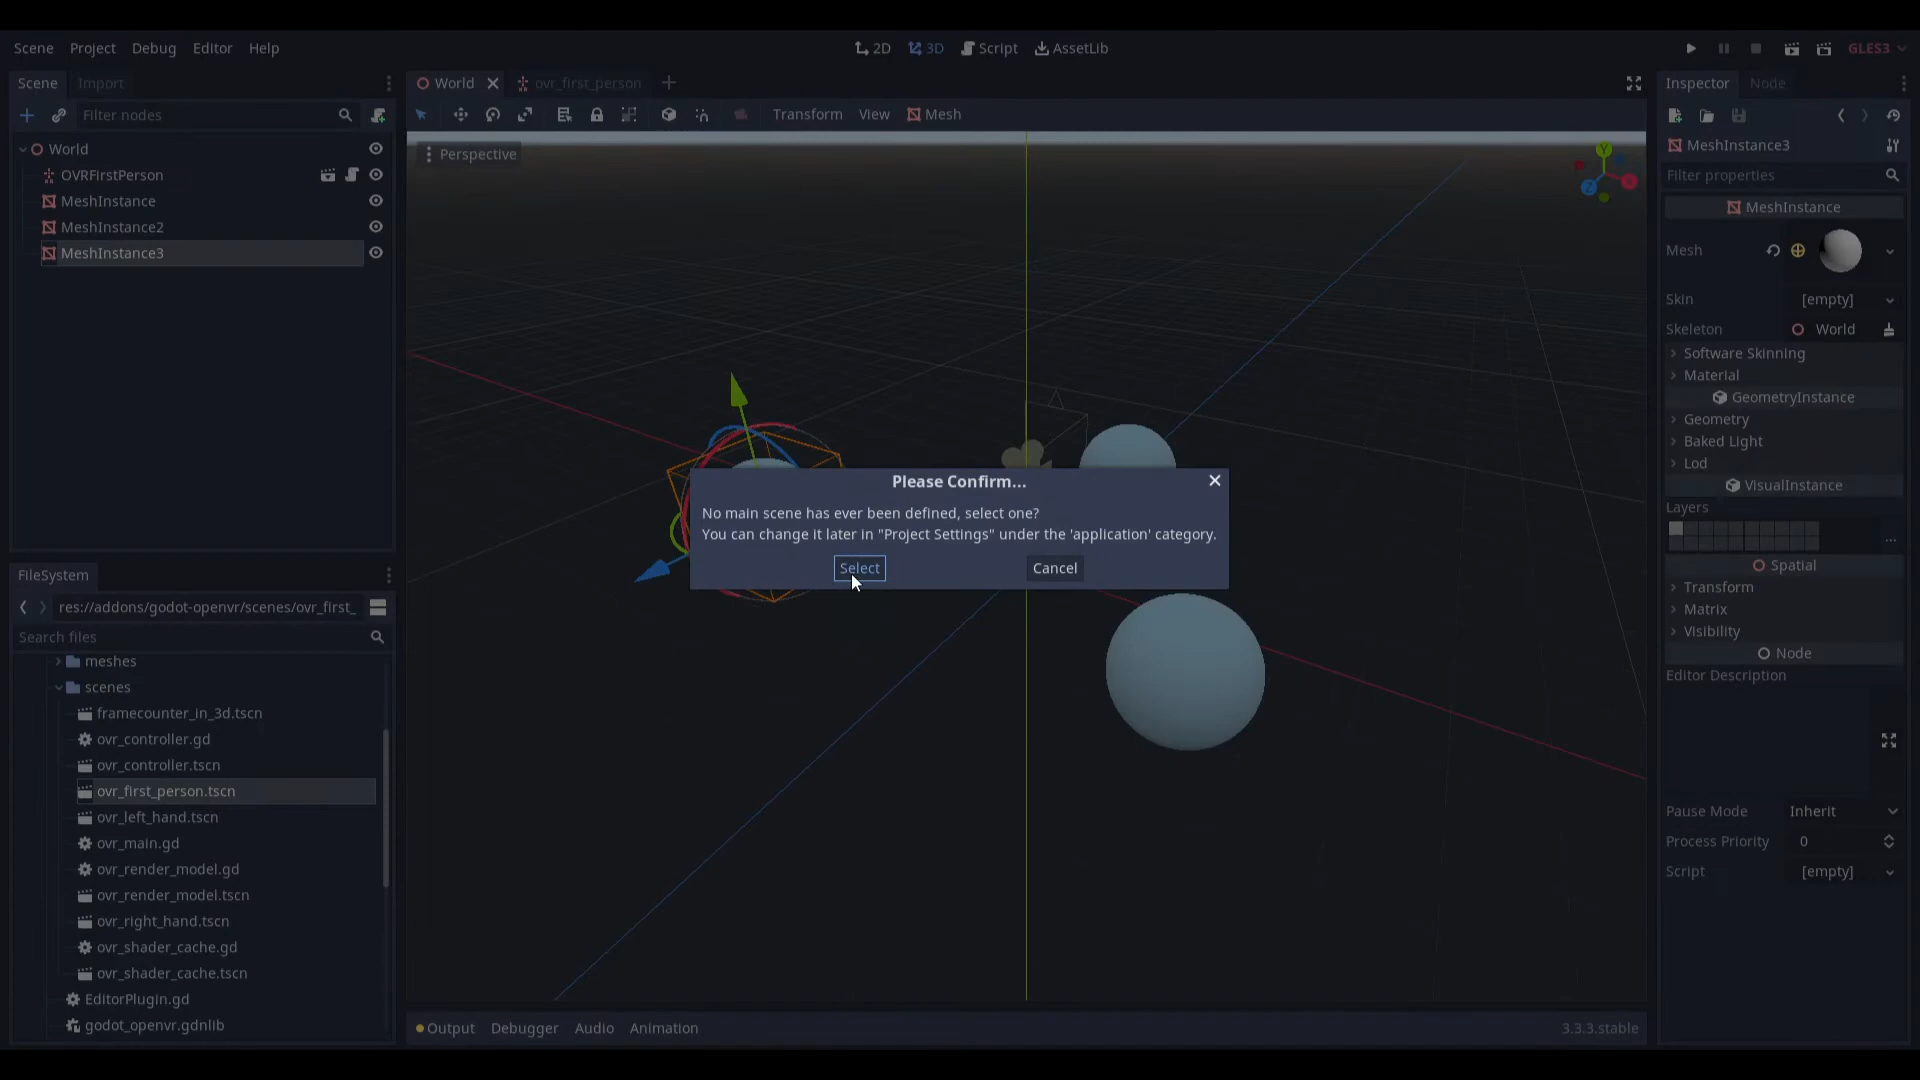 Scene Project Debug Editor Help
2D 3D Script AssetLib
GLES3
Scene Import
Filter nodes
World
OVRFirstPerson
MeshInstance
MeshInstance2
MeshInstance3
World ovr_first_person
Transform View Mesh
Perspective
Y
X
Z
Please Confirm...
No main scene has ever been defined, select one?
You can change it later in "Project Settings" under the 'application' category.
Select Cancel
FileSystem
res://addons/godot-openvr/scenes/ovr_first_
Search files
meshes
scenes
framecounter_in_3d.tscn
ovr_controller.gd
ovr_controller.tscn
ovr_first_person.tscn
ovr_left_hand.tscn
ovr_main.gd
ovr_render_model.gd
ovr_render_model.tscn
ovr_right_hand.tscn
ovr_shader_cache.gd
ovr_shader_cache.tscn
EditorPlugin.gd
godot_openvr.gdnlib
Output Debugger Audio Animation 3.3.3.stable
Inspector Node
MeshInstance3
Filter properties
MeshInstance
Mesh
Skin [empty]
Skeleton World
Software Skinning
Material
GeometryInstance
Geometry
Baked Light
Lod
VisualInstance
Layers
...
Spatial
Transform
Matrix
Visibility
Node
Editor Description
Pause Mode Inherit
Process Priority 0
Script [empty]